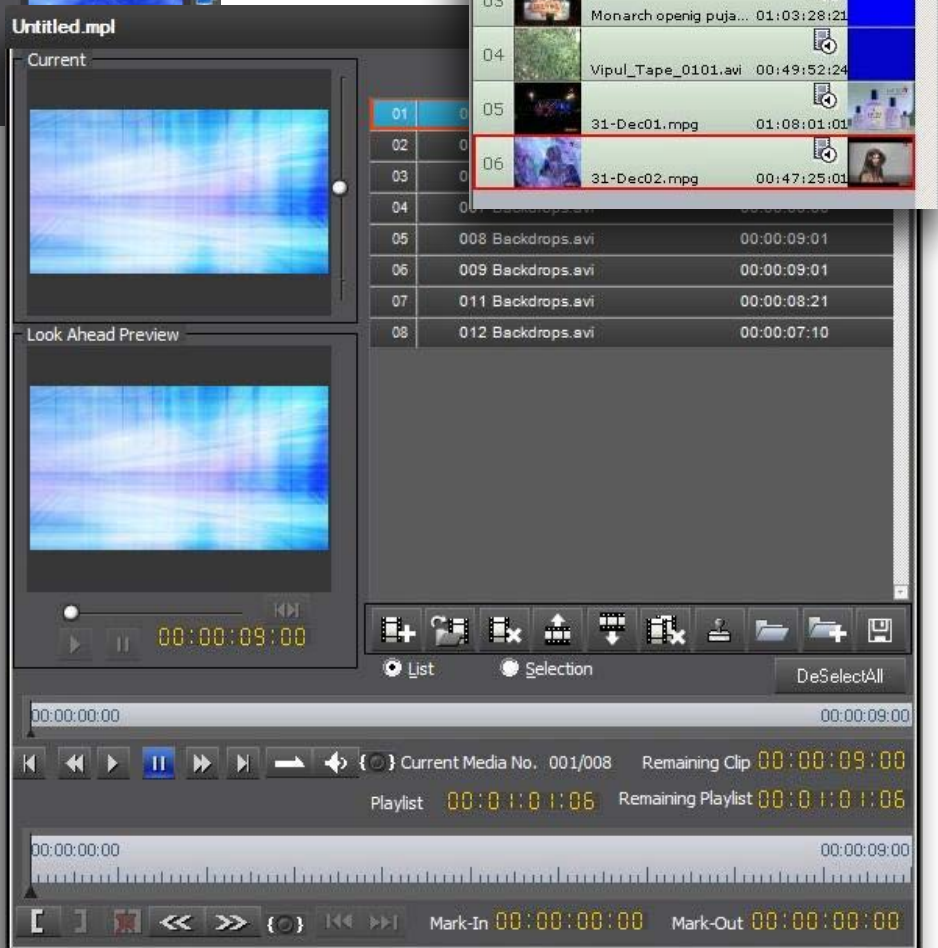 Untitled.mpl
03 Monarch openig puja... 01:03:28:21
04 Vipul_Tape_0101.avi 00:49:52:24
05 31-Dec01.mpg 01:08:01:01
06 31-Dec02.mpg 00:47:25:01
Current
01
02
03
04
05 008 Backdrops.avi 00:00:09:01
06 009 Backdrops.avi 00:00:09:01
07 011 Backdrops.avi 00:00:08:21
08 012 Backdrops.avi 00:00:07:10
Look Ahead Preview
00:00:09:00
List Selection DeSelectAll
00:00:00:00 00:00:09:00
Current Media No. 001/008 Remaining Clip 00:00:09:00
Playlist 00:01:01:06 Remaining Playlist 00:01:01:06
00:00:00:00 00:00:09:00
Mark-In 00:00:00:00 Mark-Out 00:00:00:00